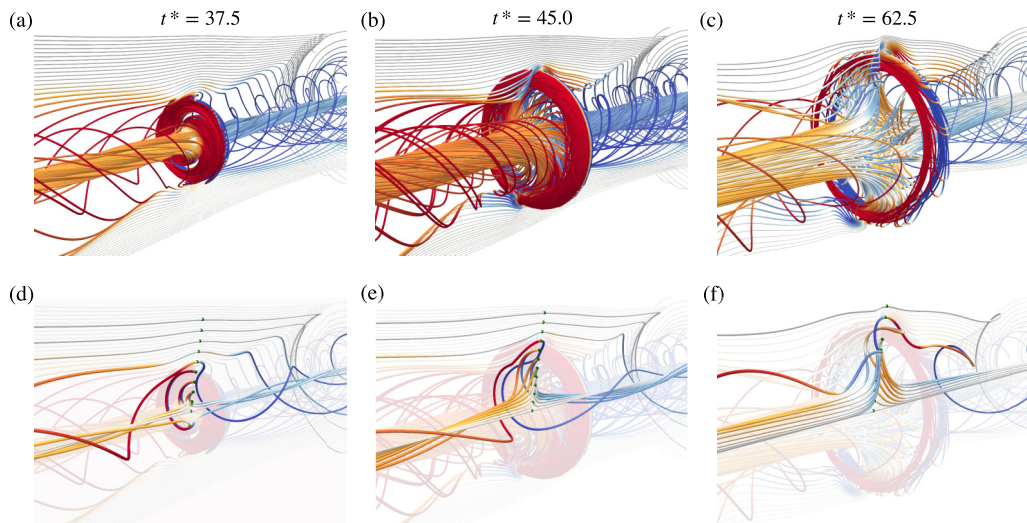 (a) t* = 37.5 (b) t* = 45.0 (c) t* = 62.5
(d) (e) (f)